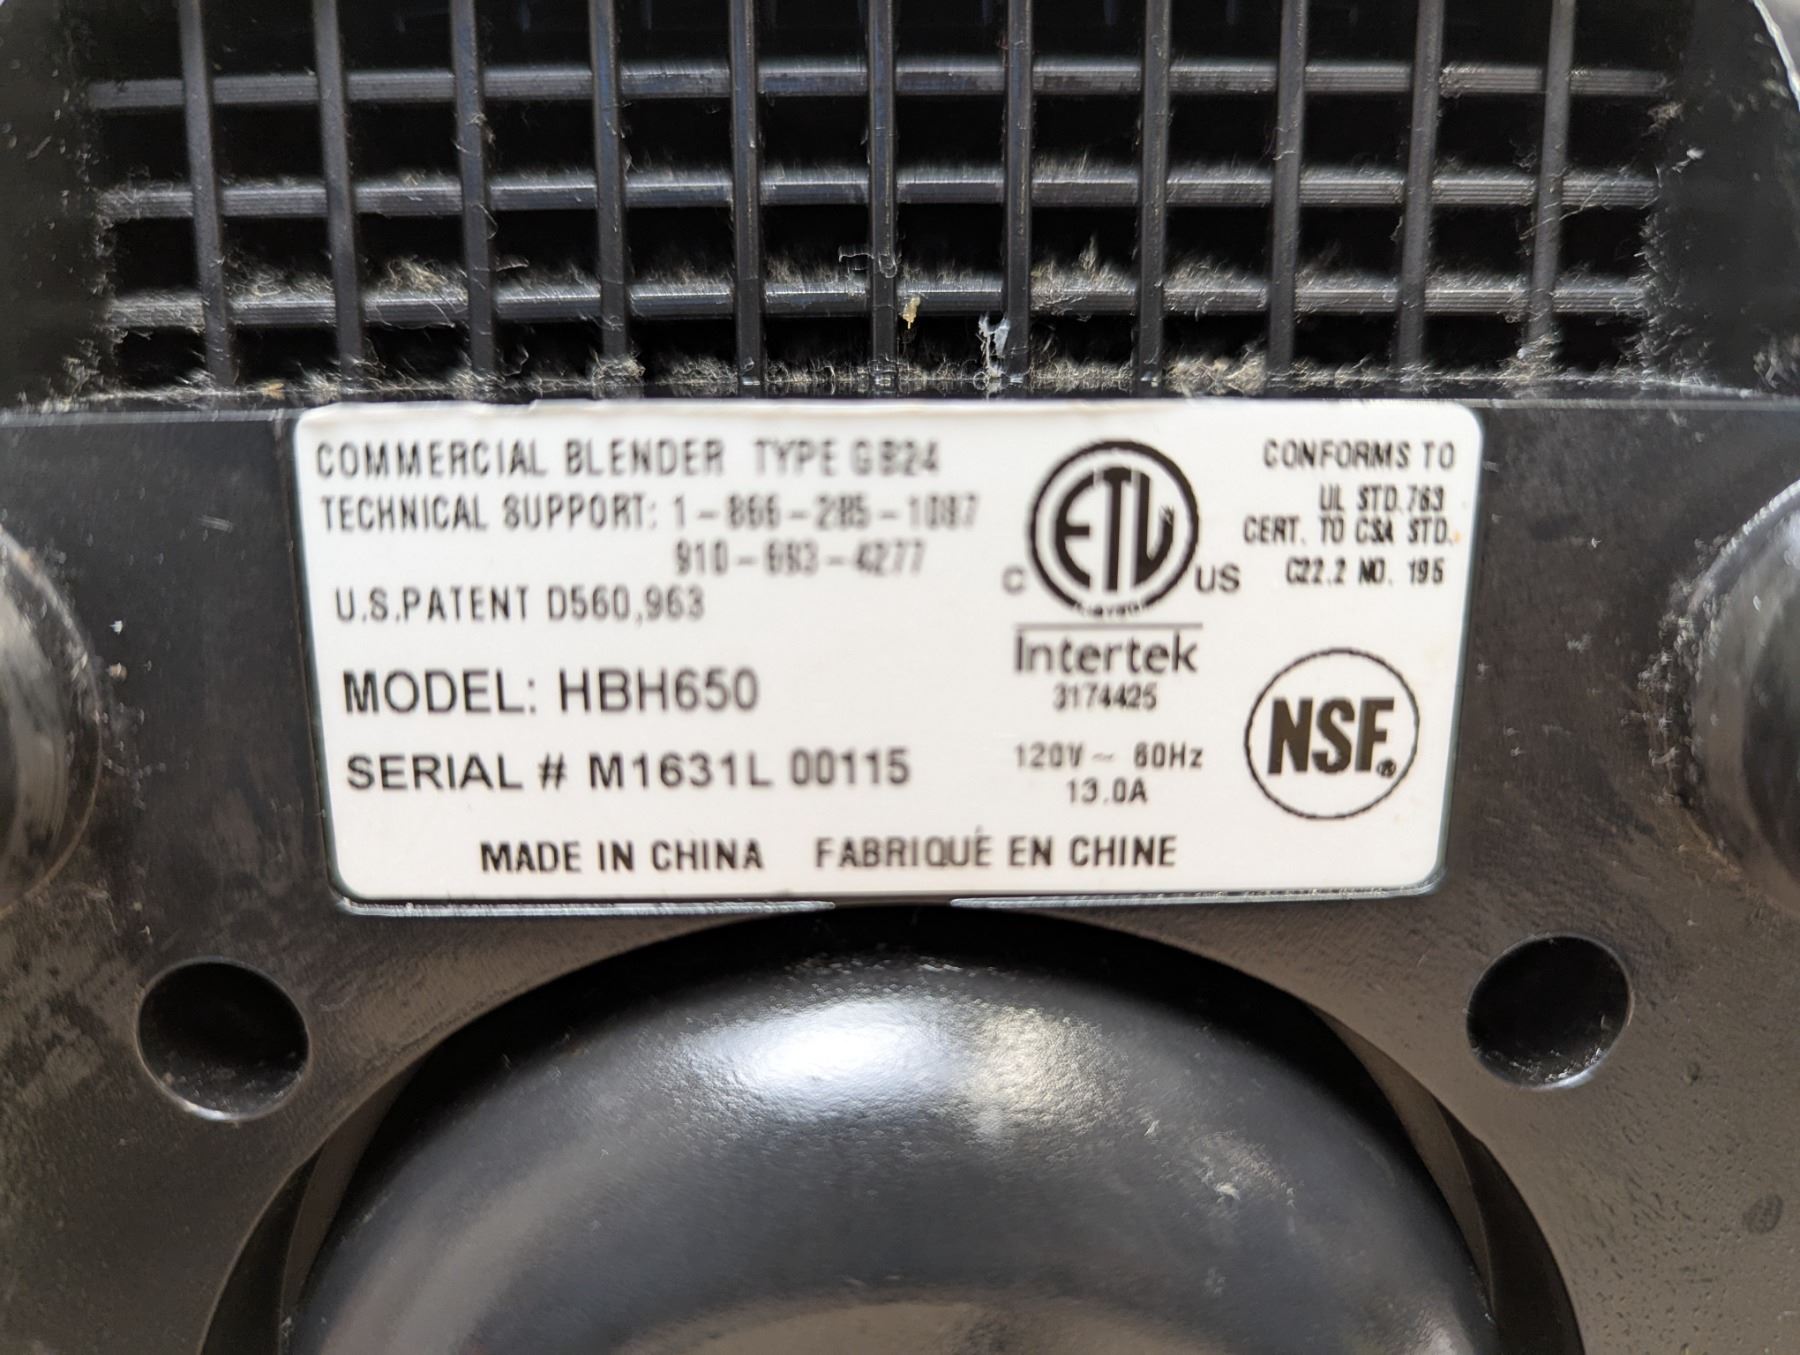 COMMERCIAL BLENDER TYPE GB24
TECHNICAL SUPPORT: 1-866-285-1087
910-693-4277
U.S.PATENT D560,963
MODEL: HBH650
SERIAL # M1631L 00115
MADE IN CHINA FABRIQUÉ EN CHINE
ETL
C US
Intertek
3174425
120V ~ 60Hz
13.0A
CONFORMS TO
UL STD.763
CERT. TO CSA STD.
C22.2 NO. 195
NSF®